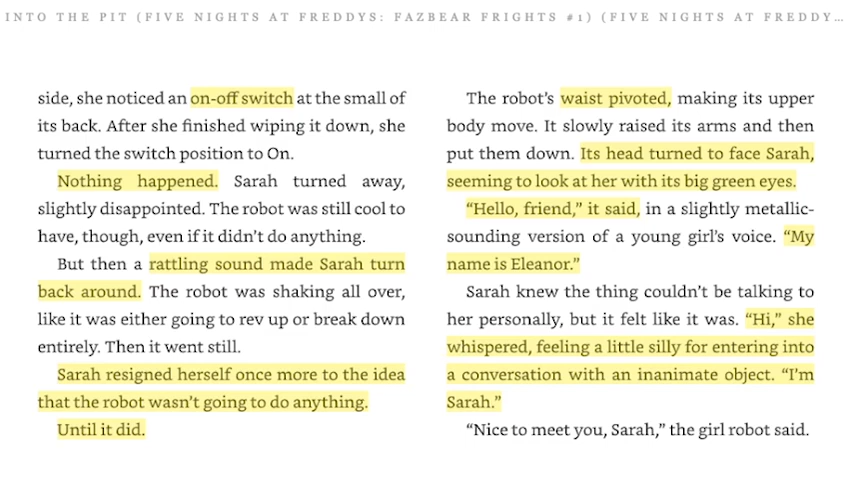 INTO THE PIT (FIVE NIGHTS AT FREDDYS: FAZBEAR FRIGHTS #1) (FIVE NIGHTS AT FREDDY…
side, she noticed an on-off switch at the small of
its back. After she finished wiping it down, she
turned the switch position to On.
Nothing happened. Sarah turned away,
slightly disappointed. The robot was still cool to
have, though, even if it didn’t do anything.
But then a rattling sound made Sarah turn
back around. The robot was shaking all over,
like it was either going to rev up or break down
entirely. Then it went still.
Sarah resigned herself once more to the idea
that the robot wasn’t going to do anything.
Until it did.
The robot’s waist pivoted, making its upper
body move. It slowly raised its arms and then
put them down. Its head turned to face Sarah,
seeming to look at her with its big green eyes.
“Hello, friend,” it said, in a slightly metallic-
sounding version of a young girl’s voice. “My
name is Eleanor.”
Sarah knew the thing couldn’t be talking to
her personally, but it felt like it was. “Hi,” she
whispered, feeling a little silly for entering into
a conversation with an inanimate object. “I’m
Sarah.”
“Nice to meet you, Sarah,” the girl robot said.